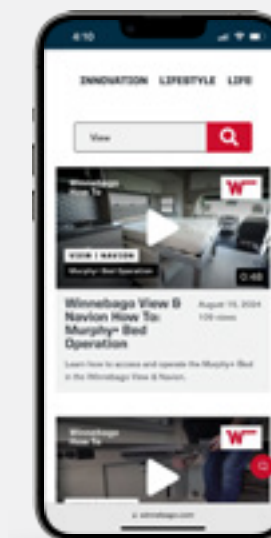 4:10
INNOVATION LIFESTYLE LIFE
View
Winnebago
How To
W
VIEW | NAVION
Murphy+ Bed Operation
0:48
Winnebago View &
Navion How To:
Murphy+ Bed
Operation
August 15, 2024
109 views
Learn how to access and operate the Murphy+ Bed
in the Winnebago View & Navion.
Winnebago
How To
W
winnebago.com